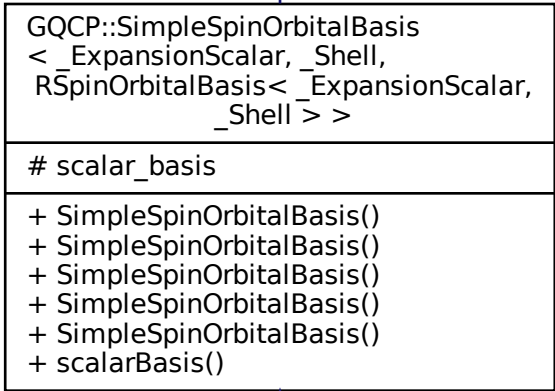 GQCP::SimpleSpinOrbitalBasis
< _ExpansionScalar, _Shell,
RSpinOrbitalBasis< _ExpansionScalar,
_Shell > >
# scalar_basis
+ SimpleSpinOrbitalBasis()
+ SimpleSpinOrbitalBasis()
+ SimpleSpinOrbitalBasis()
+ SimpleSpinOrbitalBasis()
+ SimpleSpinOrbitalBasis()
+ scalarBasis()